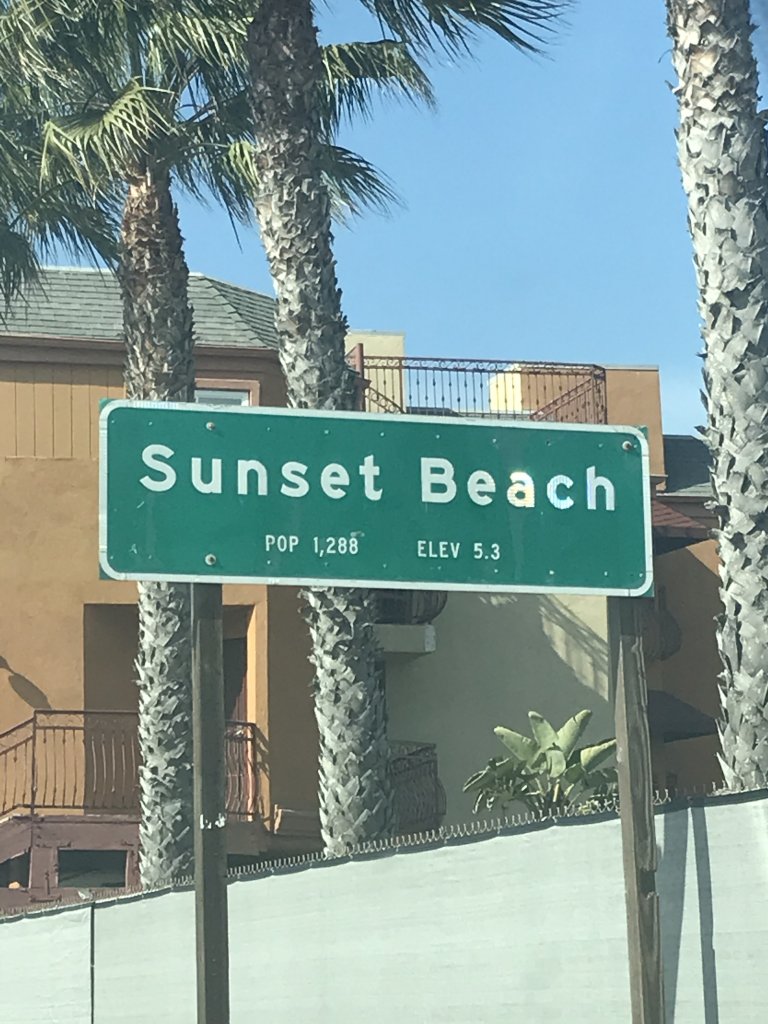 Sunset Beach
POP 1,288 ELEV 5.3